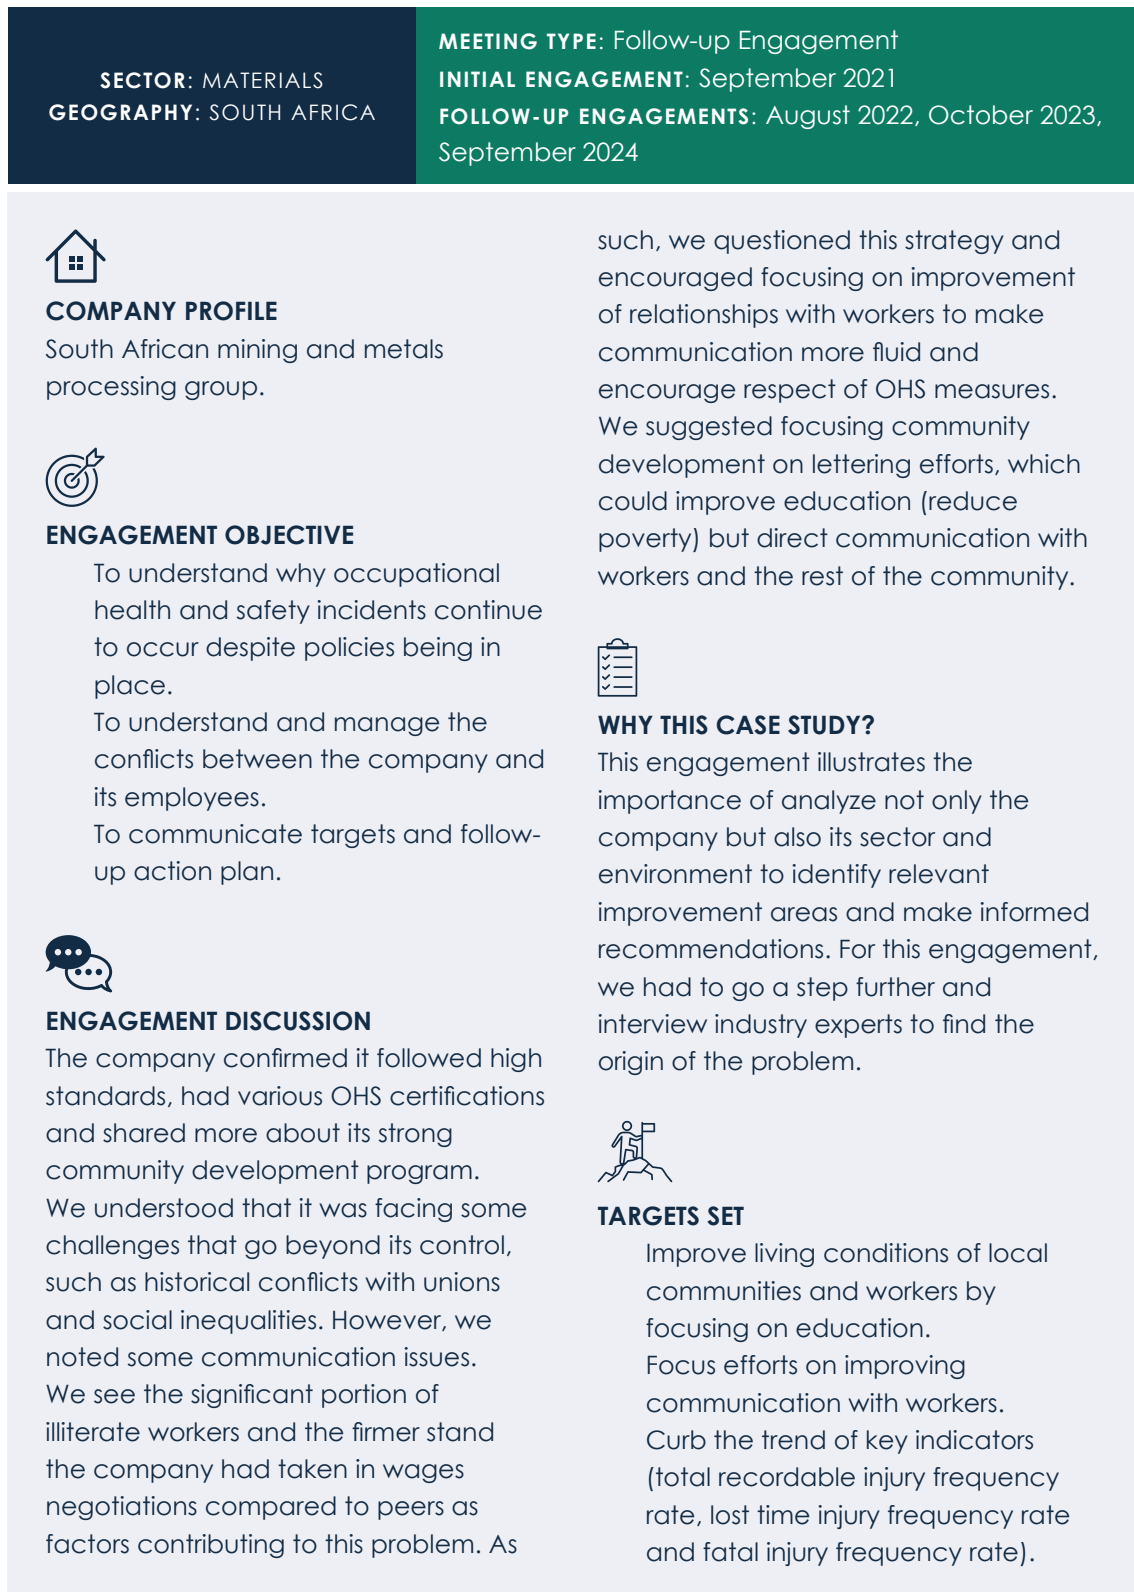 SECTOR: MATERIALS
GEOGRAPHY: SOUTH AFRICA
MEETING TYPE: Follow-up Engagement
INITIAL ENGAGEMENT: September 2021
FOLLOW-UP ENGAGEMENTS: August 2022, October 2023,
September 2024
COMPANY PROFILE
South African mining and metals
processing group.
ENGAGEMENT OBJECTIVE
To understand why occupational
health and safety incidents continue
to occur despite policies being in
place.
To understand and manage the
conflicts between the company and
its employees.
To communicate targets and follow-
up action plan.
ENGAGEMENT DISCUSSION
The company confirmed it followed high
standards, had various OHS certifications
and shared more about its strong
community development program.
We understood that it was facing some
challenges that go beyond its control,
such as historical conflicts with unions
and social inequalities. However, we
noted some communication issues.
We see the significant portion of
illiterate workers and the firmer stand
the company had taken in wages
negotiations compared to peers as
factors contributing to this problem. As
such, we questioned this strategy and
encouraged focusing on improvement
of relationships with workers to make
communication more fluid and
encourage respect of OHS measures.
We suggested focusing community
development on lettering efforts, which
could improve education (reduce
poverty) but direct communication with
workers and the rest of the community.
WHY THIS CASE STUDY?
This engagement illustrates the
importance of analyze not only the
company but also its sector and
environment to identify relevant
improvement areas and make informed
recommendations. For this engagement,
we had to go a step further and
interview industry experts to find the
origin of the problem.
TARGETS SET
Improve living conditions of local
communities and workers by
focusing on education.
Focus efforts on improving
communication with workers.
Curb the trend of key indicators
(total recordable injury frequency
rate, lost time injury frequency rate
and fatal injury frequency rate).